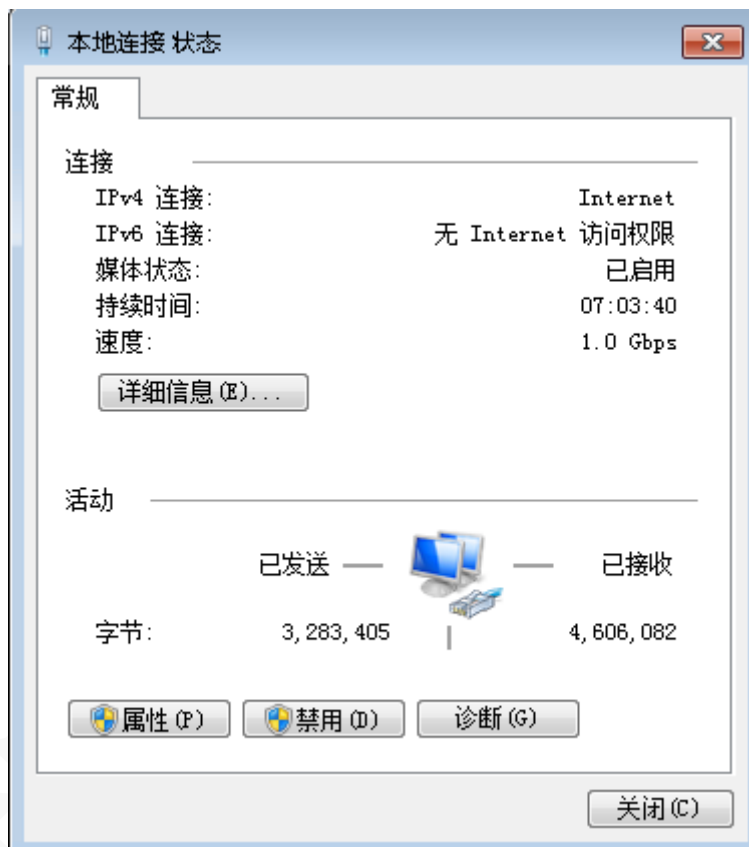 本地连接 状态
常规
连接
IPv4 连接: Internet
IPv6 连接: 无 Internet 访问权限
媒体状态: 已启用
持续时间: 07:03:40
速度: 1.0 Gbps
详细信息(E)...
活动
已发送 — — 已接收
字节: 3,283,405 | 4,606,082
属性(P) 禁用(D) 诊断(G)
关闭(C)